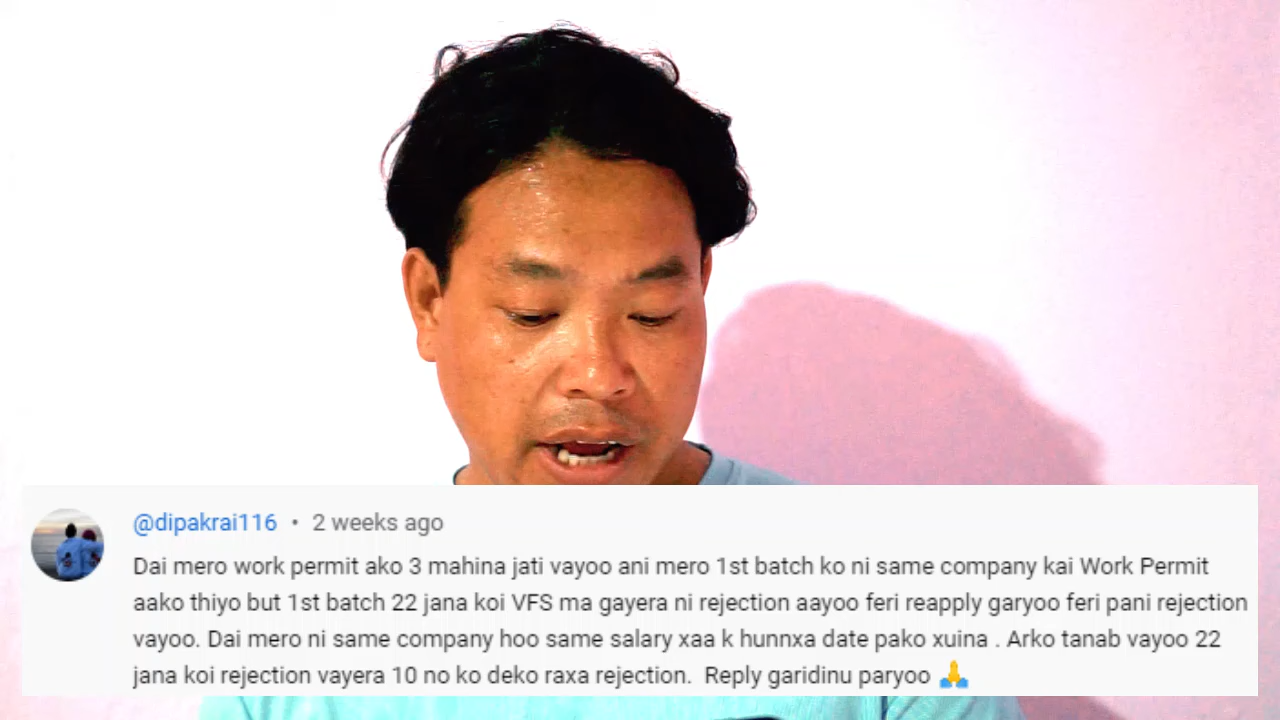 @dipakrai116 • 2 weeks ago
Dai mero work permit ako 3 mahina jati vayoo ani mero 1st batch ko ni same company kai Work Permit
aako thiyo but 1st batch 22 jana koi VFS ma gayera ni rejection aayoo feri reapply garyoo feri pani rejection
vayoo. Dai mero ni same company hoo same salary xaa k hunnxa date pako xuina . Arko tanab vayoo 22
jana koi rejection vayera 10 no ko deko raxa rejection. Reply garidinu paryoo 🙏